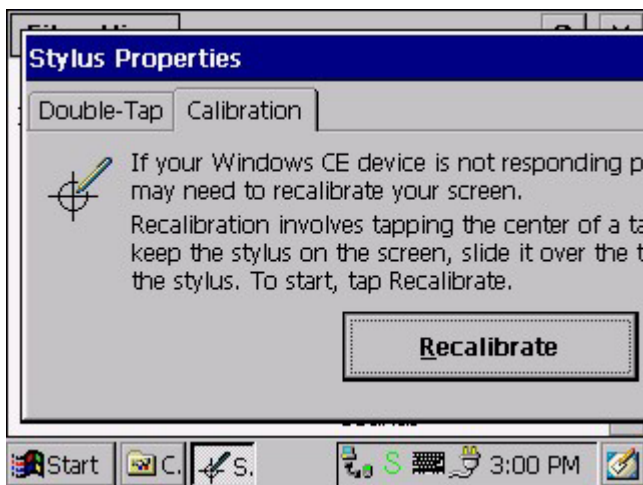 Stylus Properties
Double-Tap Calibration
If your Windows CE device is not responding p
may need to recalibrate your screen.
Recalibration involves tapping the center of a ta
keep the stylus on the screen, slide it over the t
the stylus. To start, tap Recalibrate.
Recalibrate
Start C. S. S 3:00 PM